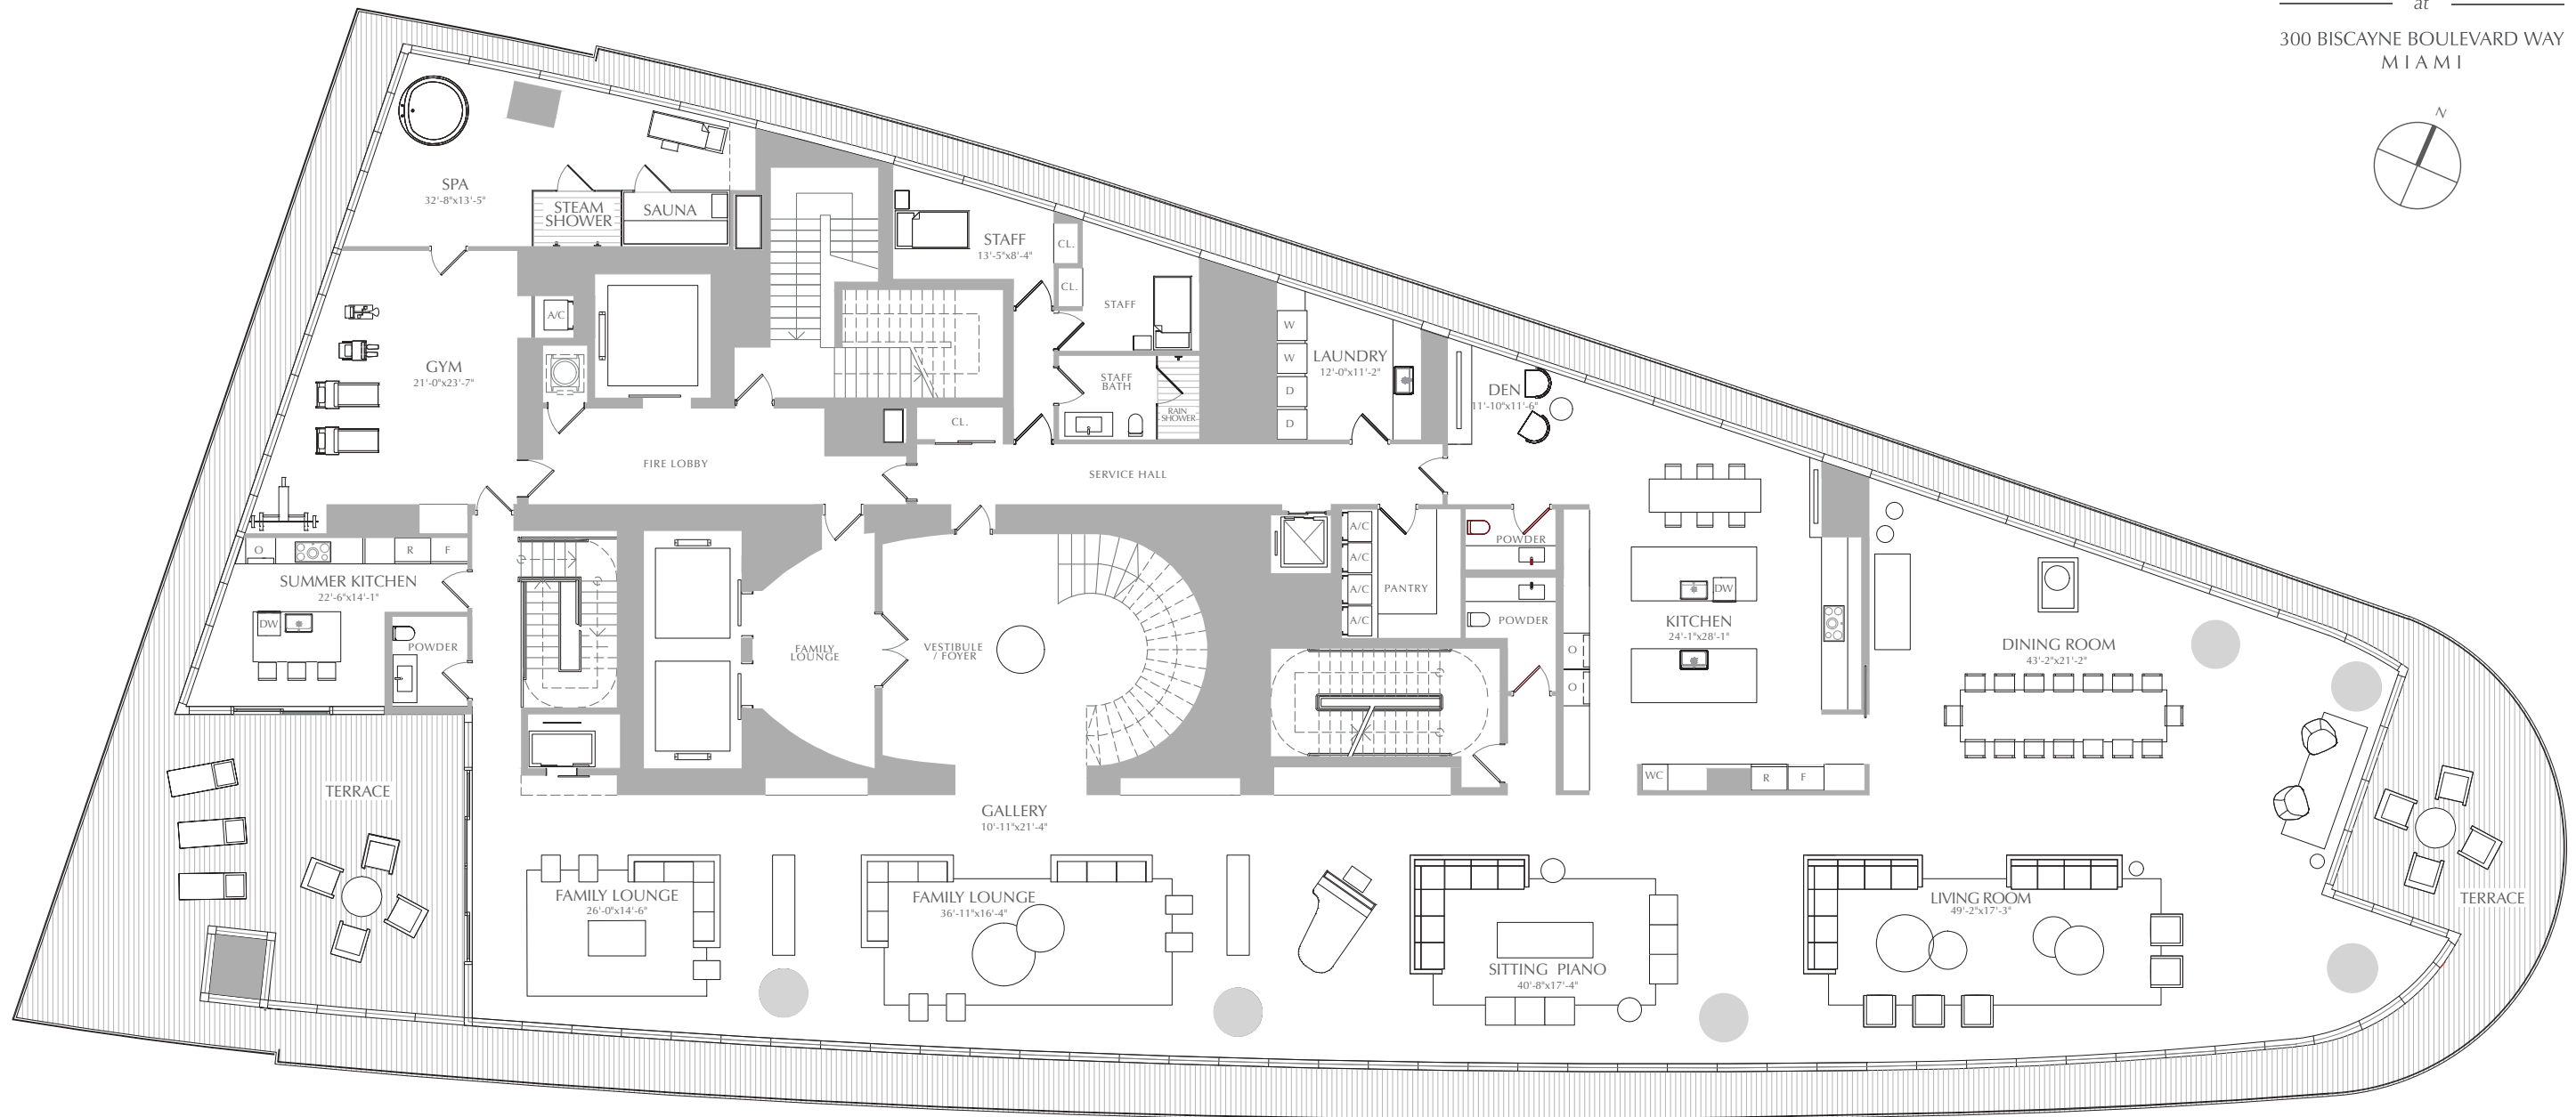 at
300 BISCAYNE BOULEVARD WAY
MIAMI
N
SPA
32'-8"x13'-5"
STEAM
SHOWER
SAUNA
STAFF
13'-5"x8'-4"
CL.
CL.
STAFF
A/C
GYM
21'-0"x23'-7"
STAFF
BATH
RAIN
SHOWER
W
W
D
D
LAUNDRY
12'-0"x11'-2"
DEN
11'-10"x11'-6"
CL.
FIRE LOBBY
SERVICE HALL
O
R
F
SUMMER KITCHEN
22'-6"x14'-1"
DW
POWDER
FAMILY
LOUNGE
VESTIBULE
/ FOYER
A/C
A/C
A/C
A/C
PANTRY
POWDER
POWDER
O
O
DW
KITCHEN
24'-1"x28'-1"
DINING ROOM
43'-2"x21'-2"
WC
R
F
TERRACE
GALLERY
10'-11"x21'-4"
FAMILY LOUNGE
26'-0"x14'-6"
FAMILY LOUNGE
36'-11"x16'-4"
SITTING PIANO
40'-8"x17'-4"
LIVING ROOM
49'-2"x17'-3"
TERRACE